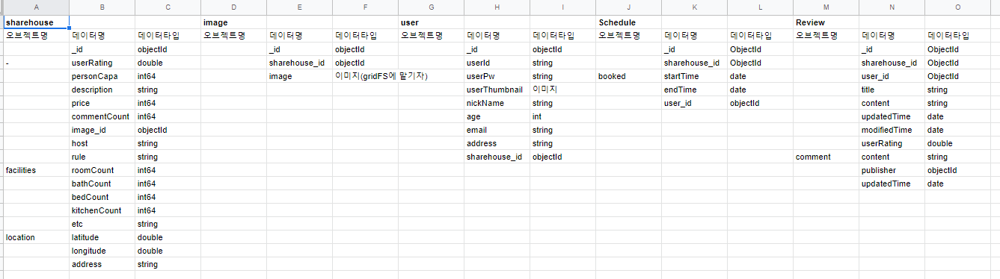 A B C D E F G H I J K L M N O
sharehouse image user Schedule Review
오브젝트명 데이터명 데이터타입 오브젝트명 데이터명 데이터타입 오브젝트명 데이터명 데이터타입 오브젝트명 데이터명 데이터타입 오브젝트명 데이터명 데이터타입
_id objectId _id objectId _id objectId _id ObjectId _id ObjectId
- userRating double sharehouse_id objectId userId string sharehouse_id ObjectId sharehouse_id ObjectId
personCapa int64 image 이미지(gridFS에 맡기자) userPw string booked startTime date user_id ObjectId
description string userThumbnail 이미지 endTime date title string
price int64 nickName string user_id objectId content string
commentCount int64 age int updatedTime date
image_id objectId email string modifiedTime date
host string address string userRating double
rule string sharehouse_id objectId comment content string
facilities roomCount int64 publisher objectId
bathCount int64 updatedTime date
bedCount int64
kitchenCount int64
etc string
location latitude double
longitude double
address string